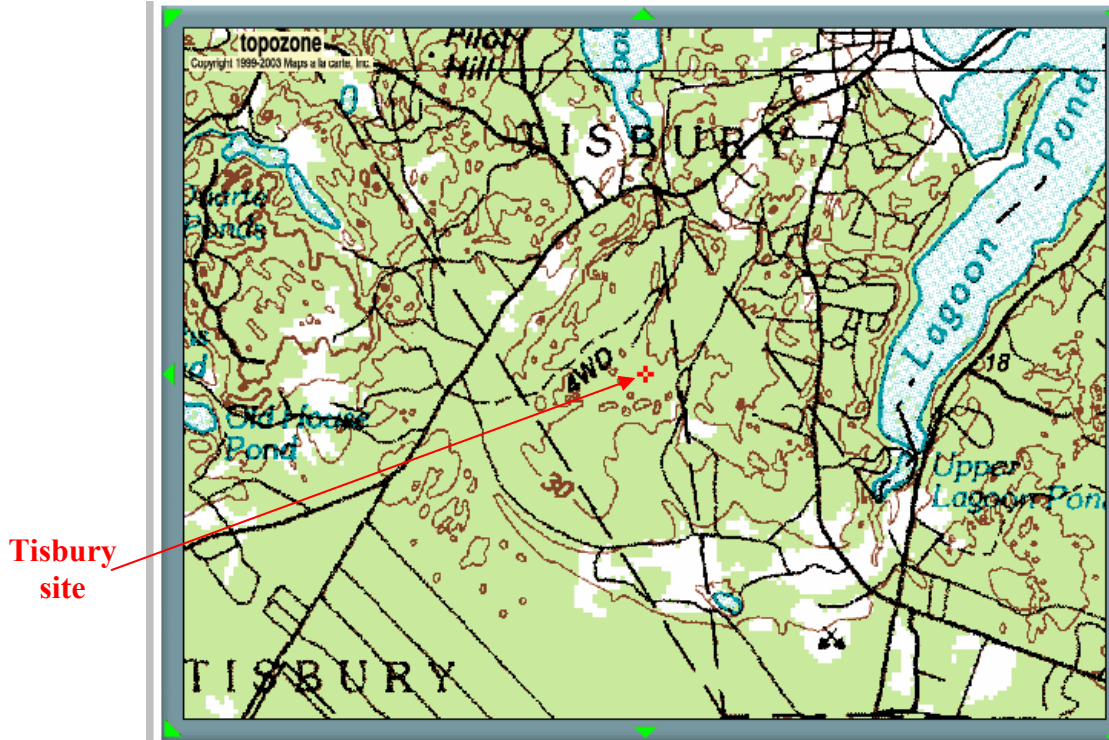 topozone
Copyright 1999-2003 Maps a la carte, Inc.
Pilot
Hill
TISBURY
Duarte
Ponds
Lagoon Pond
4WD
18
Old House
Pond
30
Upper
Lagoon Pond
Tisbury
site
TISBURY